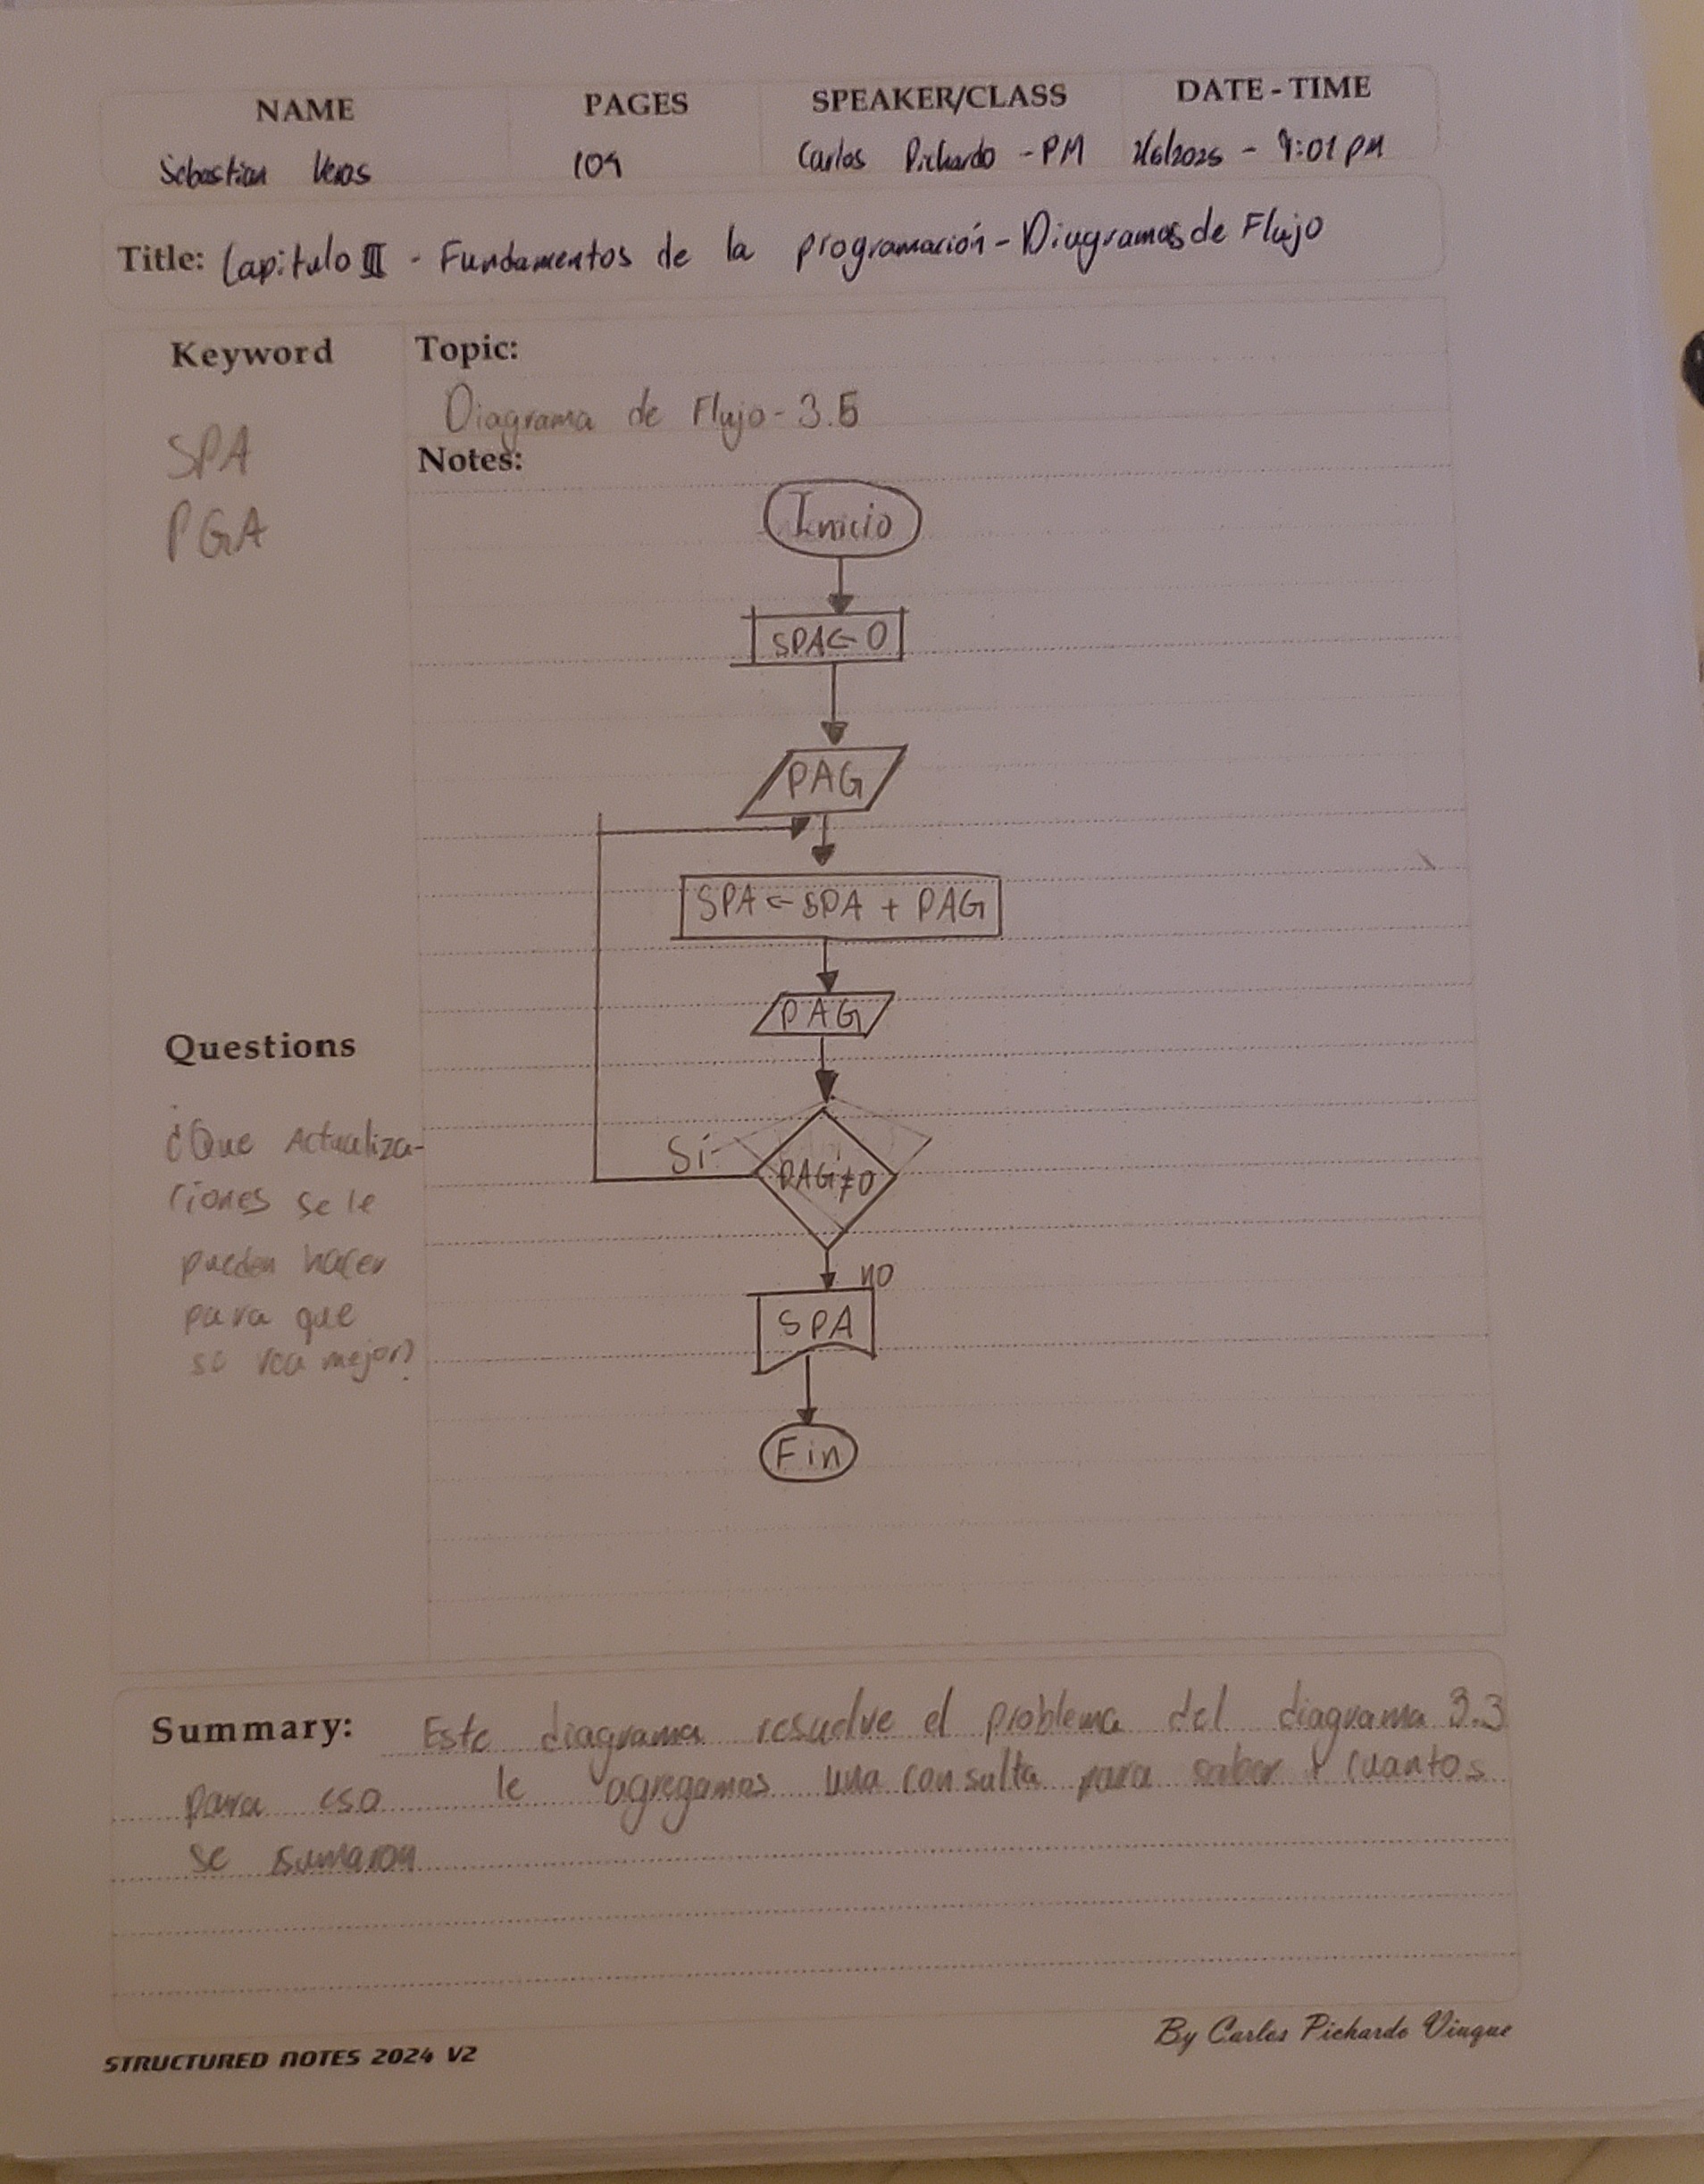 NAME PAGES SPEAKER/CLASS DATE - TIME
Sebastian Veras 109 Carlos Pichardo - PM 2/6/2025 - 9:01 PM
Title: Capitulo III - Fundamentos de la programación - Diagramas de Flujo
Keyword
SPA
PGA
Topic:
Diagrama de Flujo - 3.5
Notes:
Inicio
SPA ← 0
PAG
SPA ← SPA + PAG
PAG
Sí
PAG ≠ 0
no
SPA
Fin
Questions
¿Que Actualiza-
ciones se le
pueden hacer
para que
se vea mejor?
Summary: Este diagrama resuelve el problema del diagrama 3.3
para eso le agregamos una consulta para saber cuantos
se sumaron
STRUCTURED NOTES 2024 V2
By Carlos Pichardo Viuque